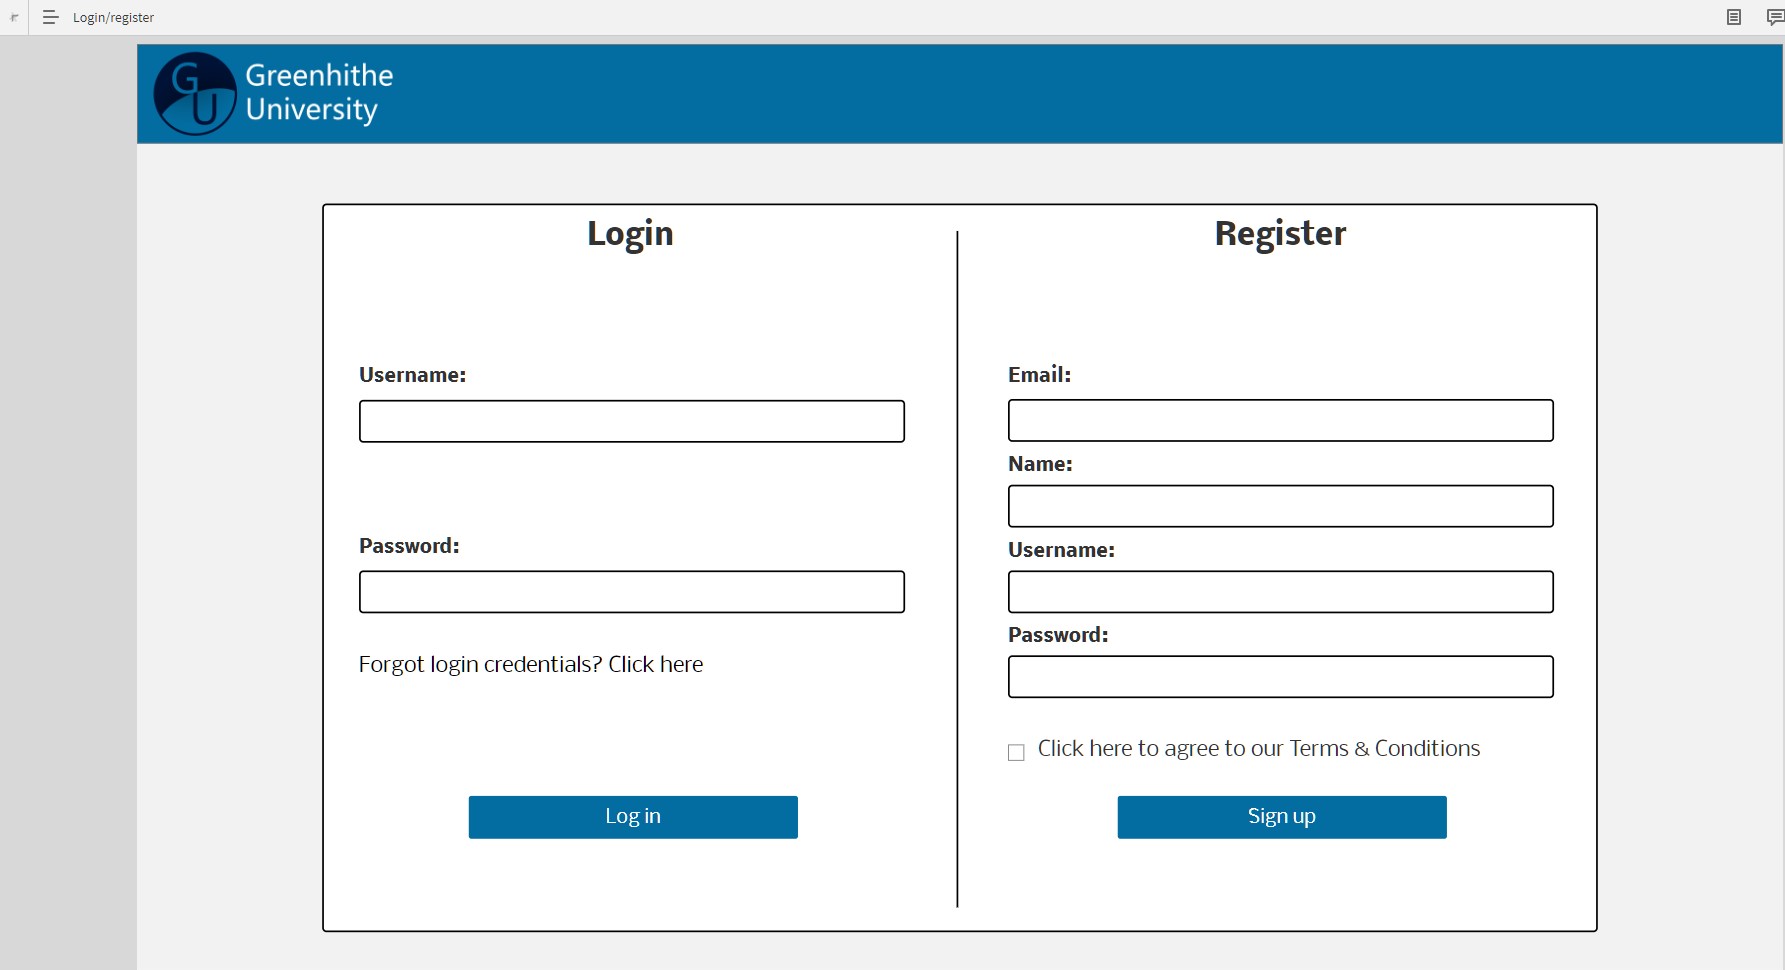 Login/register
GU
Greenhithe
University
Login
Username:
Password:
Forgot login credentials? Click here
Log in
Register
Email:
Name:
Username:
Password:
Click here to agree to our Terms & Conditions
Sign up